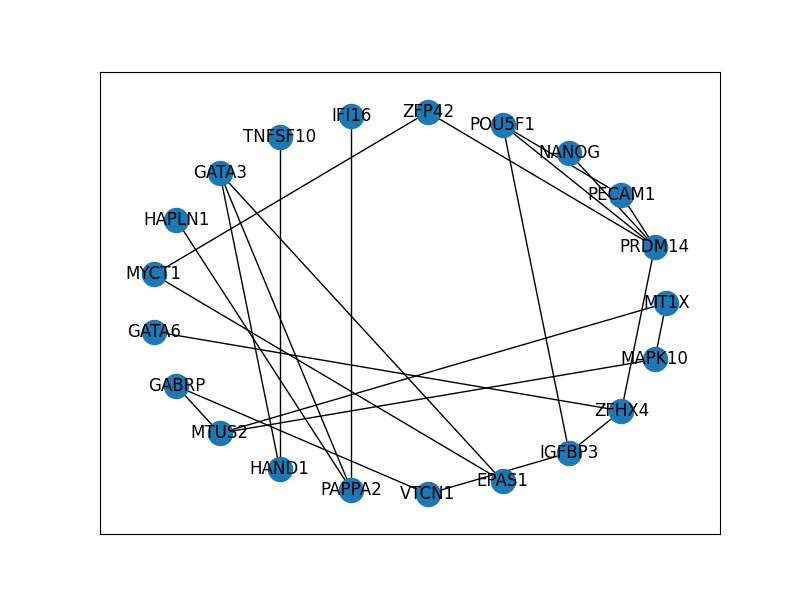 IFI16
ZFP42
POU5F1
TNFSF10
NANOG
GATA3
PECAM1
HAPLN1
PRDM14
MYCT1
MT1X
GATA6
MAPK10
GABRP
ZFHX4
MTUS2
IGFBP3
HAND1
EPAS1
PAPPA2
VTCN1